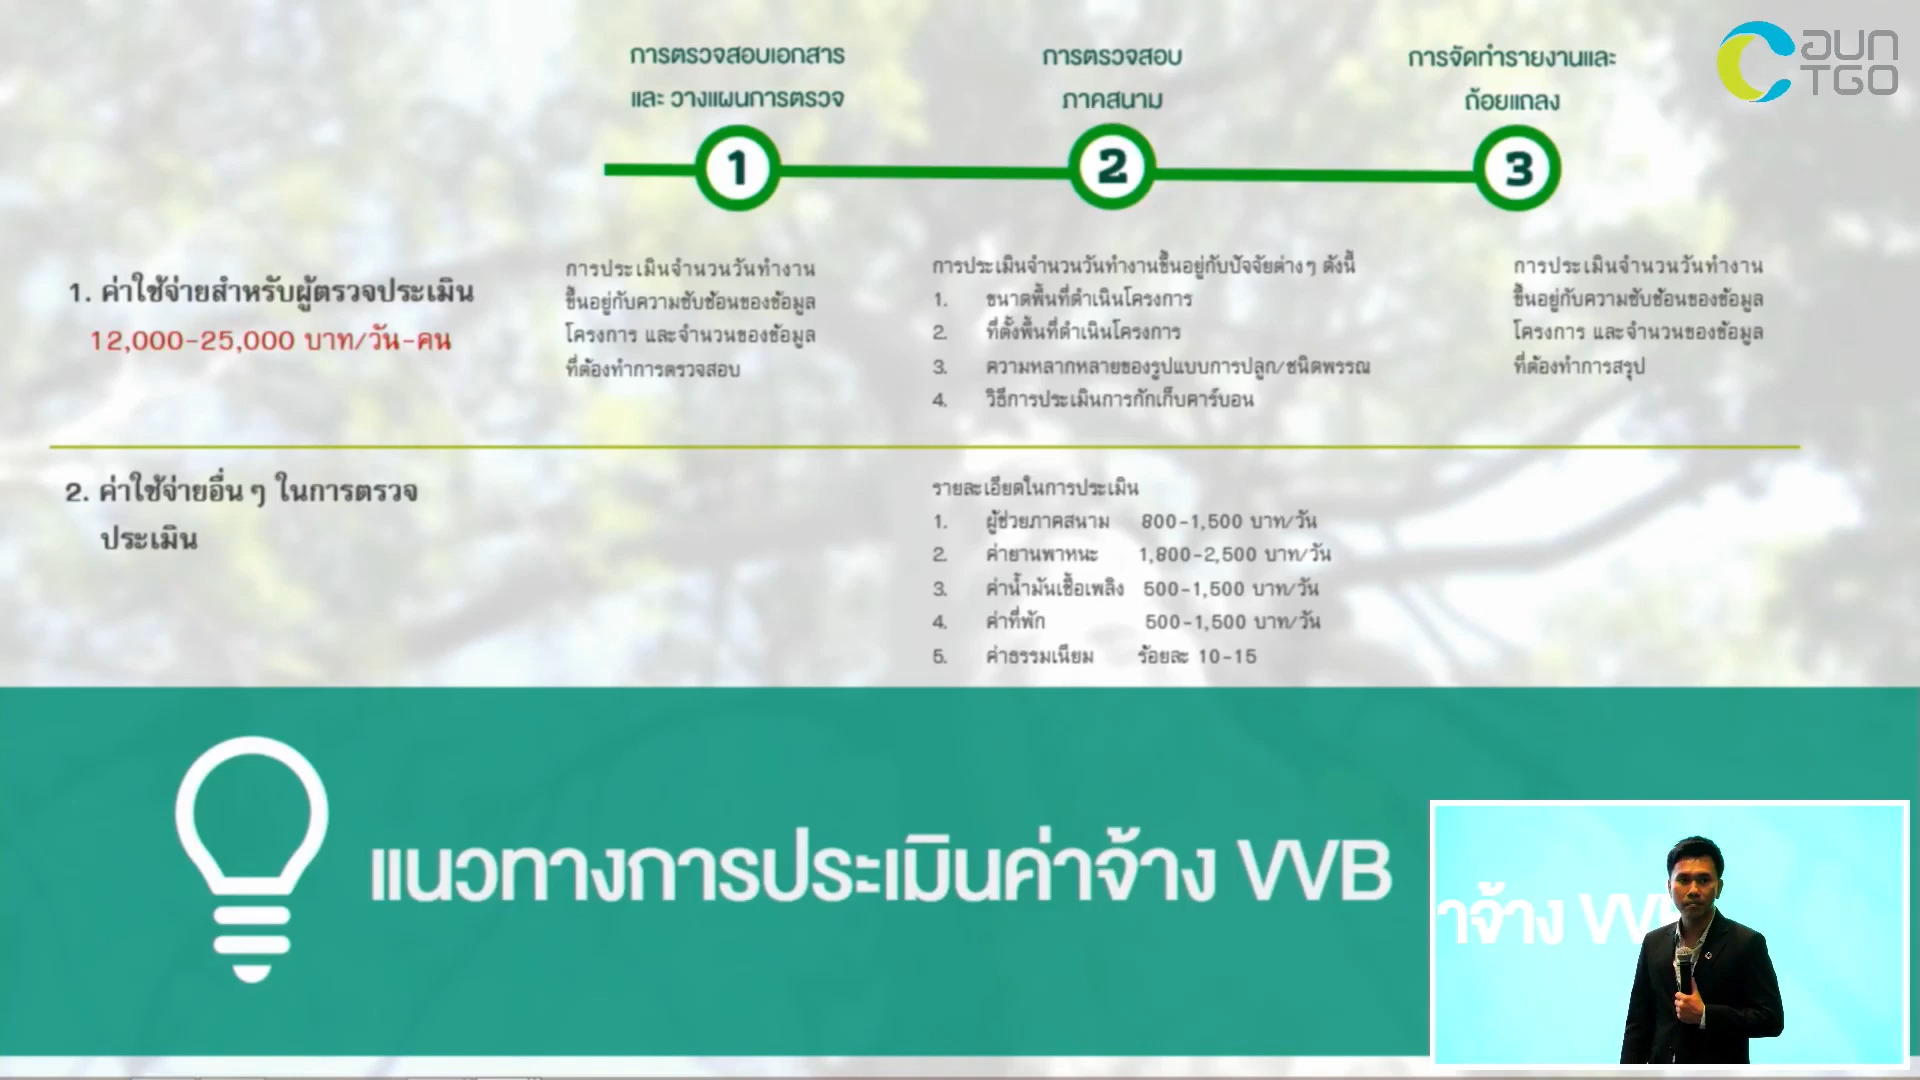 อบก
TGO
การตรวจสอบเอกสาร
และ วางแผนการตรวจ
การตรวจสอบ
ภาคสนาม
การจัดทำรายงานและ
ถ้อยแถลง
1
2
3
1. ค่าใช้จ่ายสำหรับผู้ตรวจประเมิน
12,000-25,000 บาท/วัน-คน
การประเมินจำนวนวันทำงาน
ขึ้นอยู่กับความซับซ้อนของข้อมูล
โครงการ และจำนวนของข้อมูล
ที่ต้องทำการตรวจสอบ
การประเมินจำนวนวันทำงานขึ้นอยู่กับปัจจัยต่างๆ ดังนี้
1. ขนาดพื้นที่ดำเนินโครงการ
2. ที่ตั้งพื้นที่ดำเนินโครงการ
3. ความหลากหลายของรูปแบบการปลูก/ชนิดพรรณ
4. วิธีการประเมินการกักเก็บคาร์บอน
การประเมินจำนวนวันทำงาน
ขึ้นอยู่กับความซับซ้อนของข้อมูล
โครงการ และจำนวนของข้อมูล
ที่ต้องทำการสรุป
2. ค่าใช้จ่ายอื่น ๆ ในการตรวจ
ประเมิน
รายละเอียดในการประเมิน
1. ผู้ช่วยภาคสนาม 800-1,500 บาท/วัน
2. ค่ายานพาหนะ 1,800-2,500 บาท/วัน
3. ค่าน้ำมันเชื้อเพลิง 500-1,500 บาท/วัน
4. ค่าที่พัก 500-1,500 บาท/วัน
5. ค่าธรรมเนียม ร้อยละ 10-15
แนวทางการประเมินค่าจ้าง VVB
าจ้าง VV